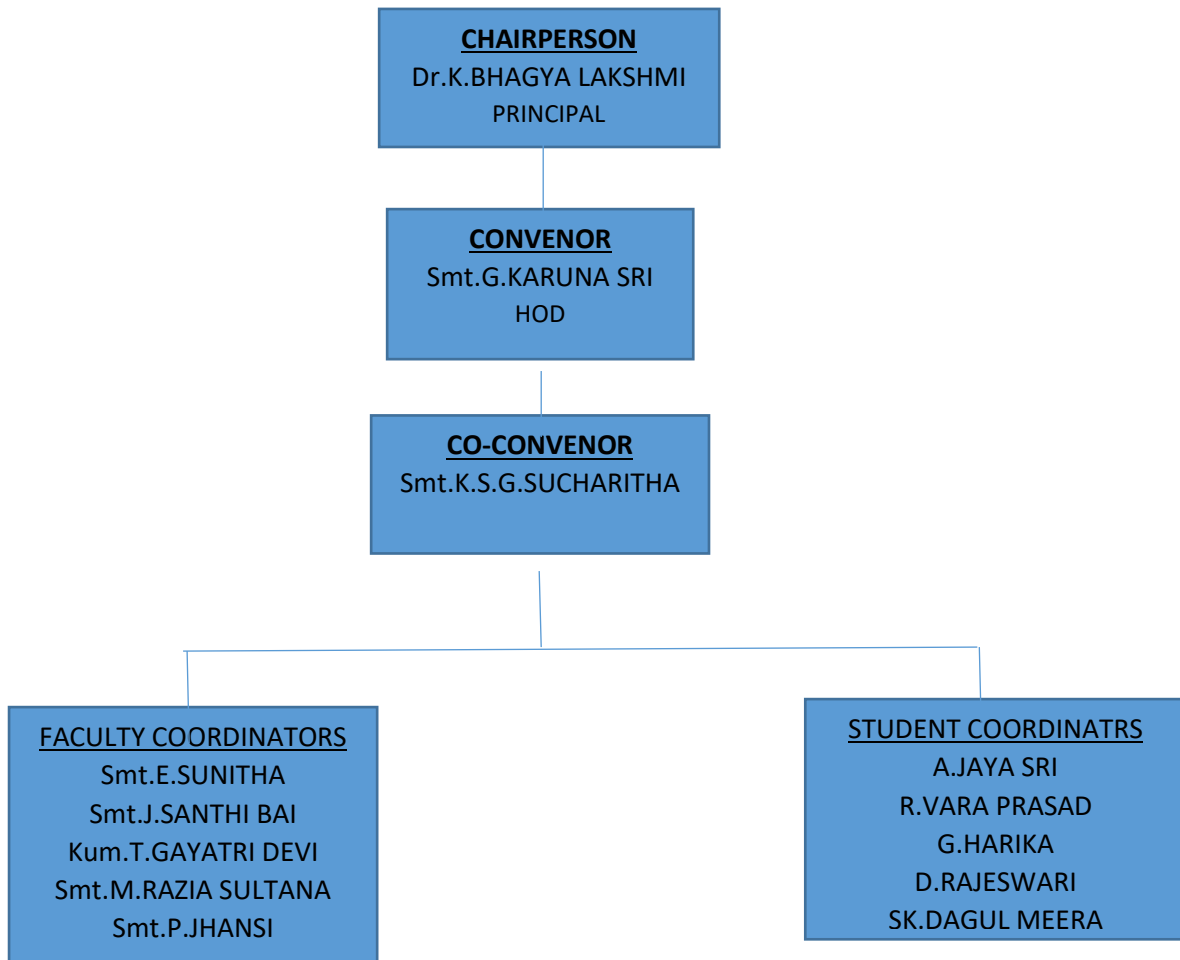 CHAIRPERSON
Dr.K.BHAGYA LAKSHMI
PRINCIPAL
CONVENOR
Smt.G.KARUNA SRI
HOD
CO-CONVENOR
Smt.K.S.G.SUCHARITHA
FACULTY COORDINATORS
Smt.E.SUNITHA
Smt.J.SANTHI BAI
Kum.T.GAYATRI DEVI
Smt.M.RAZIA SULTANA
Smt.P.JHANSI
STUDENT COORDINATRS
A.JAYA SRI
R.VARA PRASAD
G.HARIKA
D.RAJESWARI
SK.DAGUL MEERA